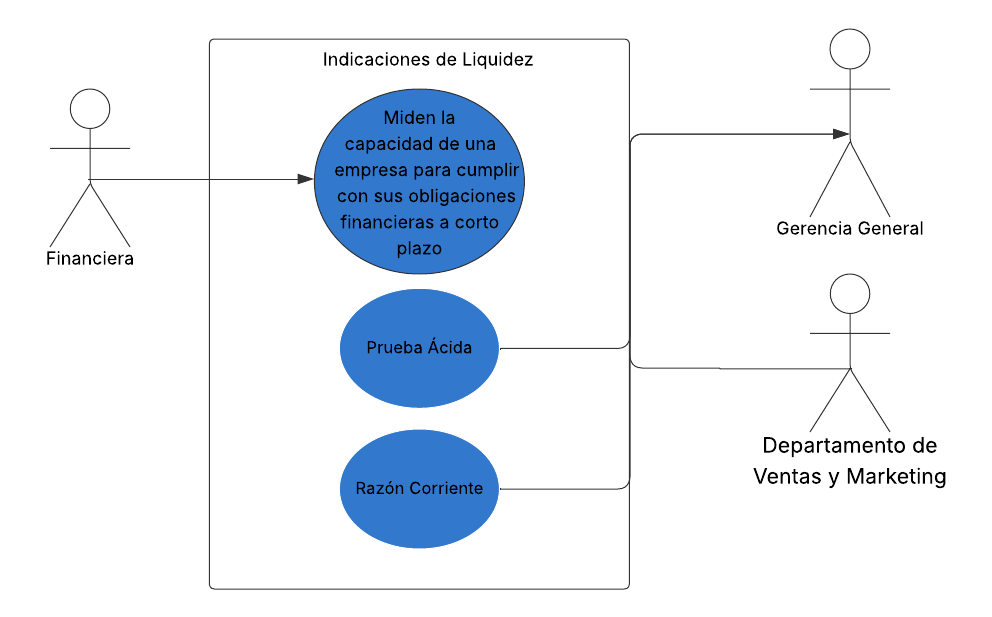 Indicaciones de Liquidez
Miden la
capacidad de una
empresa para cumplir
con sus obligaciones
financieras a corto
plazo
Financiera
Gerencia General
Prueba Ácida
Departamento de
Ventas y Marketing
Razón Corriente